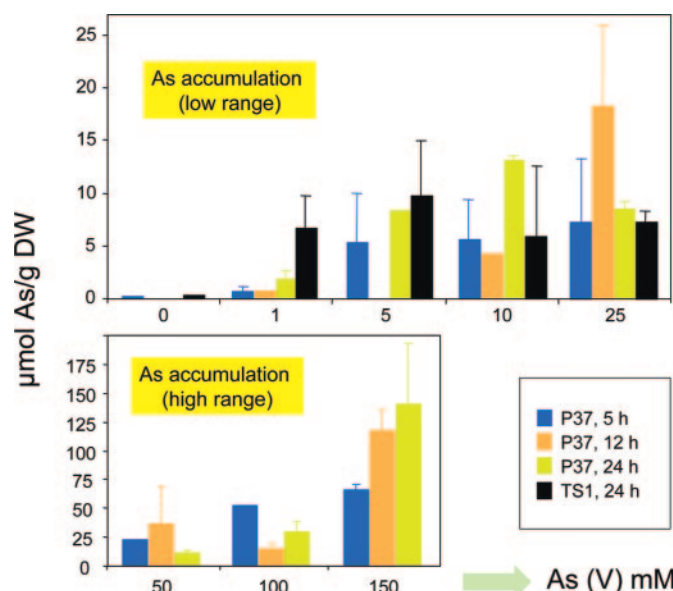 As accumulation
(low range)
25
20
15
10
5
0
0 1 5 10 25
µmol As/g DW
As accumulation
(high range)
175
150
125
100
75
50
25
0
50 100 150
P37, 5 h
P37, 12 h
P37, 24 h
TS1, 24 h
As (V) mM